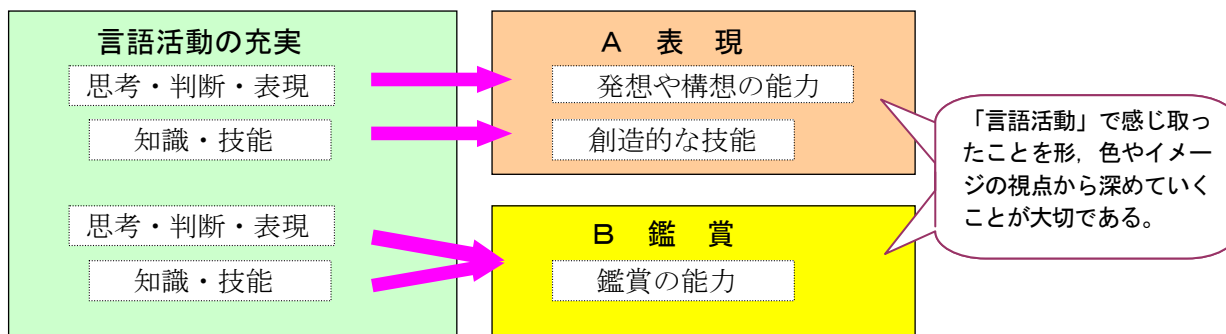 言語活動の充実
思考・判断・表現
知識・技能
思考・判断・表現
知識・技能
Ａ　表　現
発想や構想の能力
創造的な技能
Ｂ　鑑　賞
鑑賞の能力
「言語活動」で感じ取っ
たことを形，色やイメー
ジの視点から深めていく
ことが大切である。